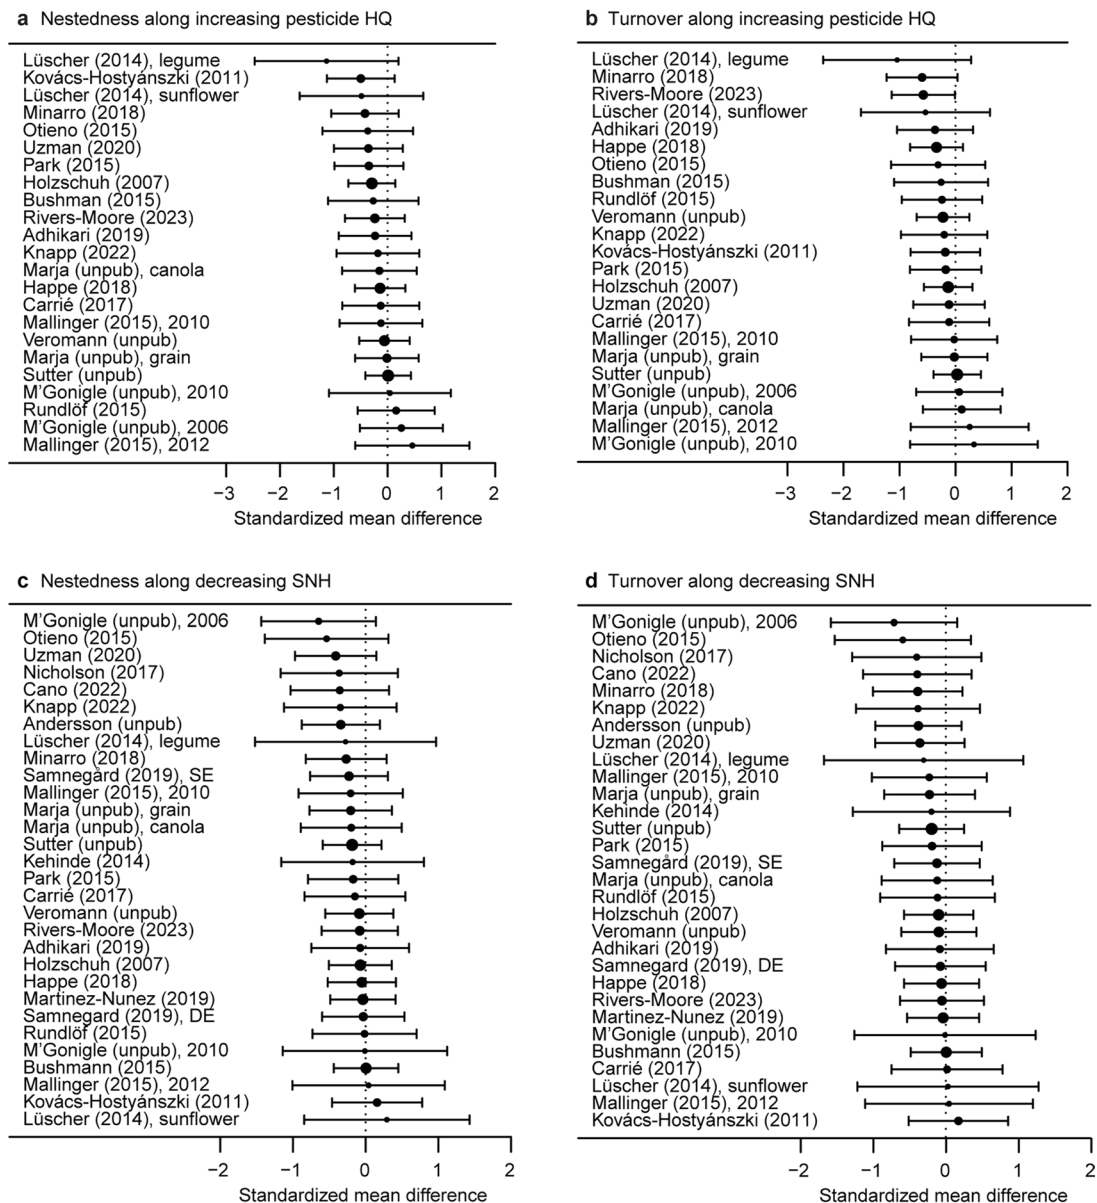 a Nestedness along increasing pesticide HQ
Lüscher (2014), legume
Kovács-Hostyánszki (2011)
Lüscher (2014), sunflower
Minarro (2018)
Otieno (2015)
Uzman (2020)
Park (2015)
Holzschuh (2007)
Bushman (2015)
Rivers-Moore (2023)
Adhikari (2019)
Knapp (2022)
Marja (unpub), canola
Happe (2018)
Carrié (2017)
Mallinger (2015), 2010
Veromann (unpub)
Marja (unpub), grain
Sutter (unpub)
M'Gonigle (unpub), 2010
Rundlöf (2015)
M'Gonigle (unpub), 2006
Mallinger (2015), 2012
−3 −2 −1 0 1 2
Standardized mean difference
b Turnover along increasing pesticide HQ
Lüscher (2014), legume
Minarro (2018)
Rivers-Moore (2023)
Lüscher (2014), sunflower
Adhikari (2019)
Happe (2018)
Otieno (2015)
Bushman (2015)
Rundlöf (2015)
Veromann (unpub)
Knapp (2022)
Kovács-Hostyánszki (2011)
Park (2015)
Holzschuh (2007)
Uzman (2020)
Carrié (2017)
Mallinger (2015), 2010
Marja (unpub), grain
Sutter (unpub)
M'Gonigle (unpub), 2006
Marja (unpub), canola
Mallinger (2015), 2012
M'Gonigle (unpub), 2010
−3 −2 −1 0 1 2
Standardized mean difference
c Nestedness along decreasing SNH
M'Gonigle (unpub), 2006
Otieno (2015)
Uzman (2020)
Nicholson (2017)
Cano (2022)
Knapp (2022)
Andersson (unpub)
Lüscher (2014), legume
Minarro (2018)
Samnegård (2019), SE
Mallinger (2015), 2010
Marja (unpub), grain
Marja (unpub), canola
Sutter (unpub)
Kehinde (2014)
Park (2015)
Carrié (2017)
Veromann (unpub)
Rivers-Moore (2023)
Adhikari (2019)
Holzschuh (2007)
Happe (2018)
Martinez-Nunez (2019)
Samnegard (2019), DE
Rundlöf (2015)
M'Gonigle (unpub), 2010
Bushmann (2015)
Mallinger (2015), 2012
Kovács-Hostyánszki (2011)
Lüscher (2014), sunflower
−2 −1 0 1 2
Standardized mean difference
d Turnover along decreasing SNH
M'Gonigle (unpub), 2006
Otieno (2015)
Nicholson (2017)
Cano (2022)
Minarro (2018)
Knapp (2022)
Andersson (unpub)
Uzman (2020)
Lüscher (2014), legume
Mallinger (2015), 2010
Marja (unpub), grain
Kehinde (2014)
Sutter (unpub)
Park (2015)
Samnegård (2019), SE
Marja (unpub), canola
Rundlöf (2015)
Holzschuh (2007)
Veromann (unpub)
Adhikari (2019)
Samnegard (2019), DE
Happe (2018)
Rivers-Moore (2023)
Martinez-Nunez (2019)
M'Gonigle (unpub), 2010
Bushmann (2015)
Carrié (2017)
Lüscher (2014), sunflower
Mallinger (2015), 2012
Kovács-Hostyánszki (2011)
−2 −1 0 1 2
Standardized mean difference